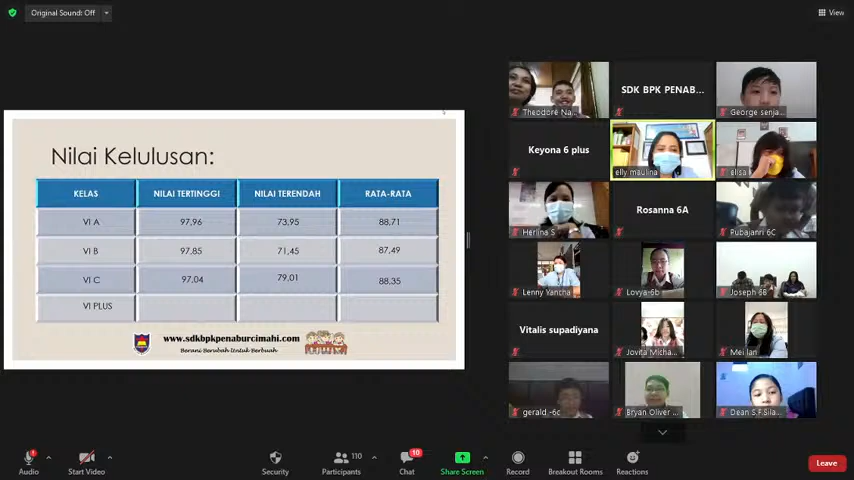 Original Sound: Off
View
Nilai Kelulusan:
KELAS NILAI TERTINGGI NILAI TERENDAH RATA-RATA
VI A 97,96 73,95 88,71
VI B 97,85 71,45 87,49
VI C 97,04 79,01 88,35
VI PLUS
www.sdkbpkpenaburcimahi.com
Berani Berubah Untuk Berbuah
Theodore Na...
SDK BPK PENAB...
George senja...
Keyona 6 plus
elly maulina
elisa
Herlina S
Rosanna 6A
Pubajanri 6C
Lenny Yancha
Lovya-6b
Joseph 6B
Vitalis supadiyana
Jovita Micha...
Mei lan
gerald -6c
Bryan Oliver ...
Dean S.F.Sila...
Audio
Start Video
Security
Participants 110
Chat 10
Share Screen
Record
Breakout Rooms
Reactions
Leave